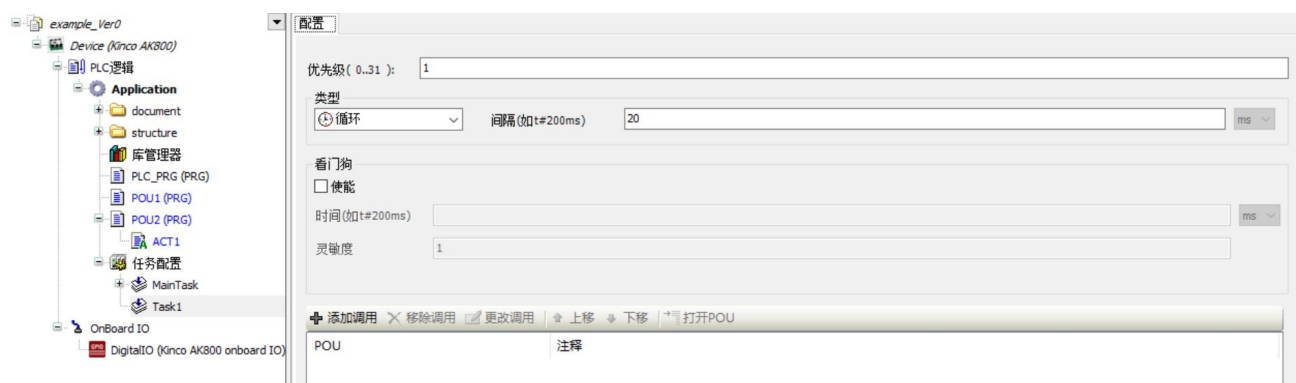 example_Ver0
Device (Kinco AK800)
PLC逻辑
Application
document
structure
库管理器
PLC_PRG (PRG)
POU1 (PRG)
POU2 (PRG)
ACT1
任务配置
MainTask
Task1
OnBoard IO
DigitalIO (Kinco AK800 onboard IO)
配置
优先级( 0..31 ): 1
类型
循环 间隔(如t#200ms) 20 ms
看门狗
使能
时间(如t#200ms) ms
灵敏度 1
添加调用 移除调用 更改调用 上移 下移 打开POU
POU 注释